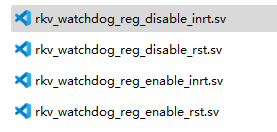 rkv_watchdog_reg_disable_inrt.sv
rkv_watchdog_reg_disable_rst.sv
rkv_watchdog_reg_enable_inrt.sv
rkv_watchdog_reg_enable_rst.sv